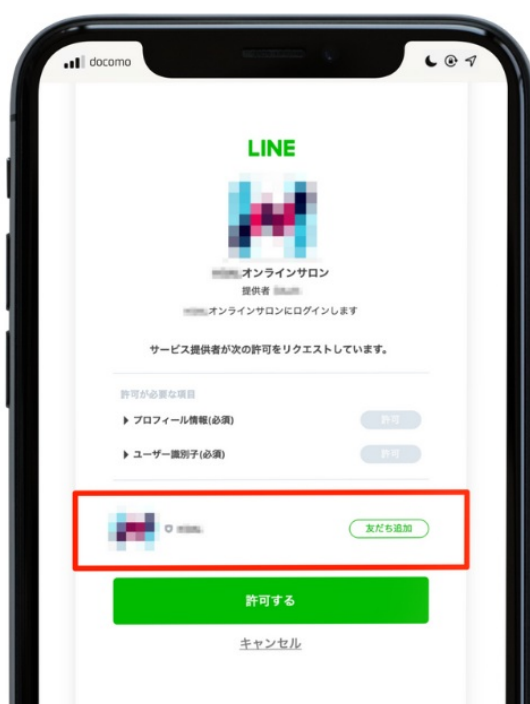 docomo
LINE
オンラインサロン
提供者
オンラインサロンにログインします
サービス提供者が次の許可をリクエストしています。
許可が必要な項目
プロフィール情報(必須)
許可
ユーザー識別子(必須)
許可
友だち追加
許可する
キャンセル